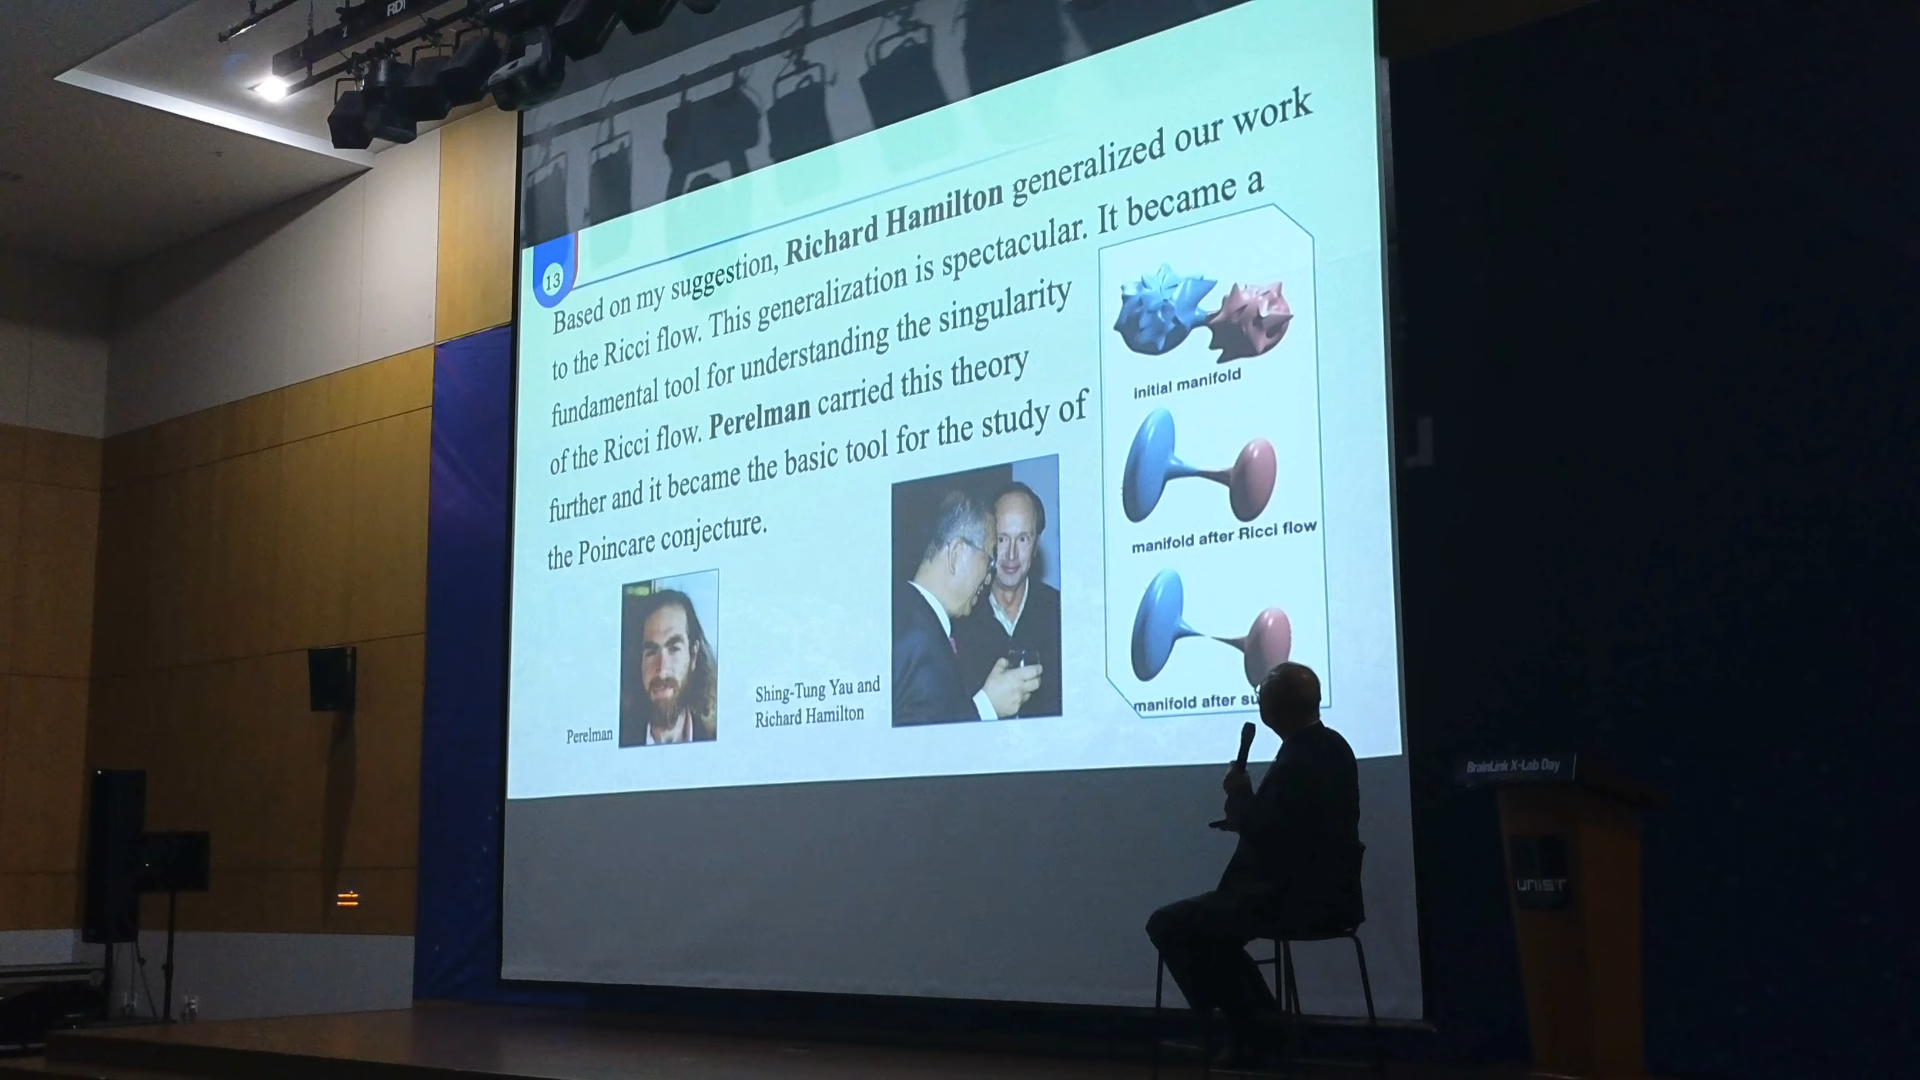 RDI
Based on my suggestion, Richard Hamilton generalized our work
13
to the Ricci flow. This generalization is spectacular. It became a
fundamental tool for understanding the singularity
of the Ricci flow. Perelman carried this theory
further and it became the basic tool for the study of
the Poincare conjecture.
initial manifold
manifold after Ricci flow
manifold after su
Perelman
Shing-Tung Yau and
Richard Hamilton
BrainLink X-Lab Day
UNIST